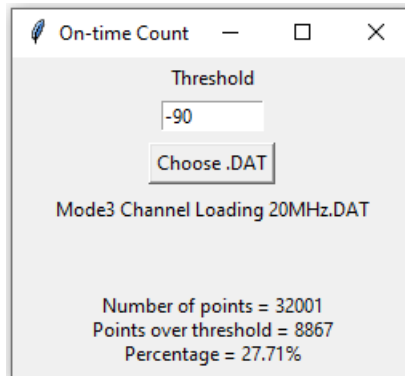 On-time Count
Threshold
-90
Choose .DAT
Mode3 Channel Loading 20MHz.DAT
Number of points = 32001
Points over threshold = 8867
Percentage = 27.71%